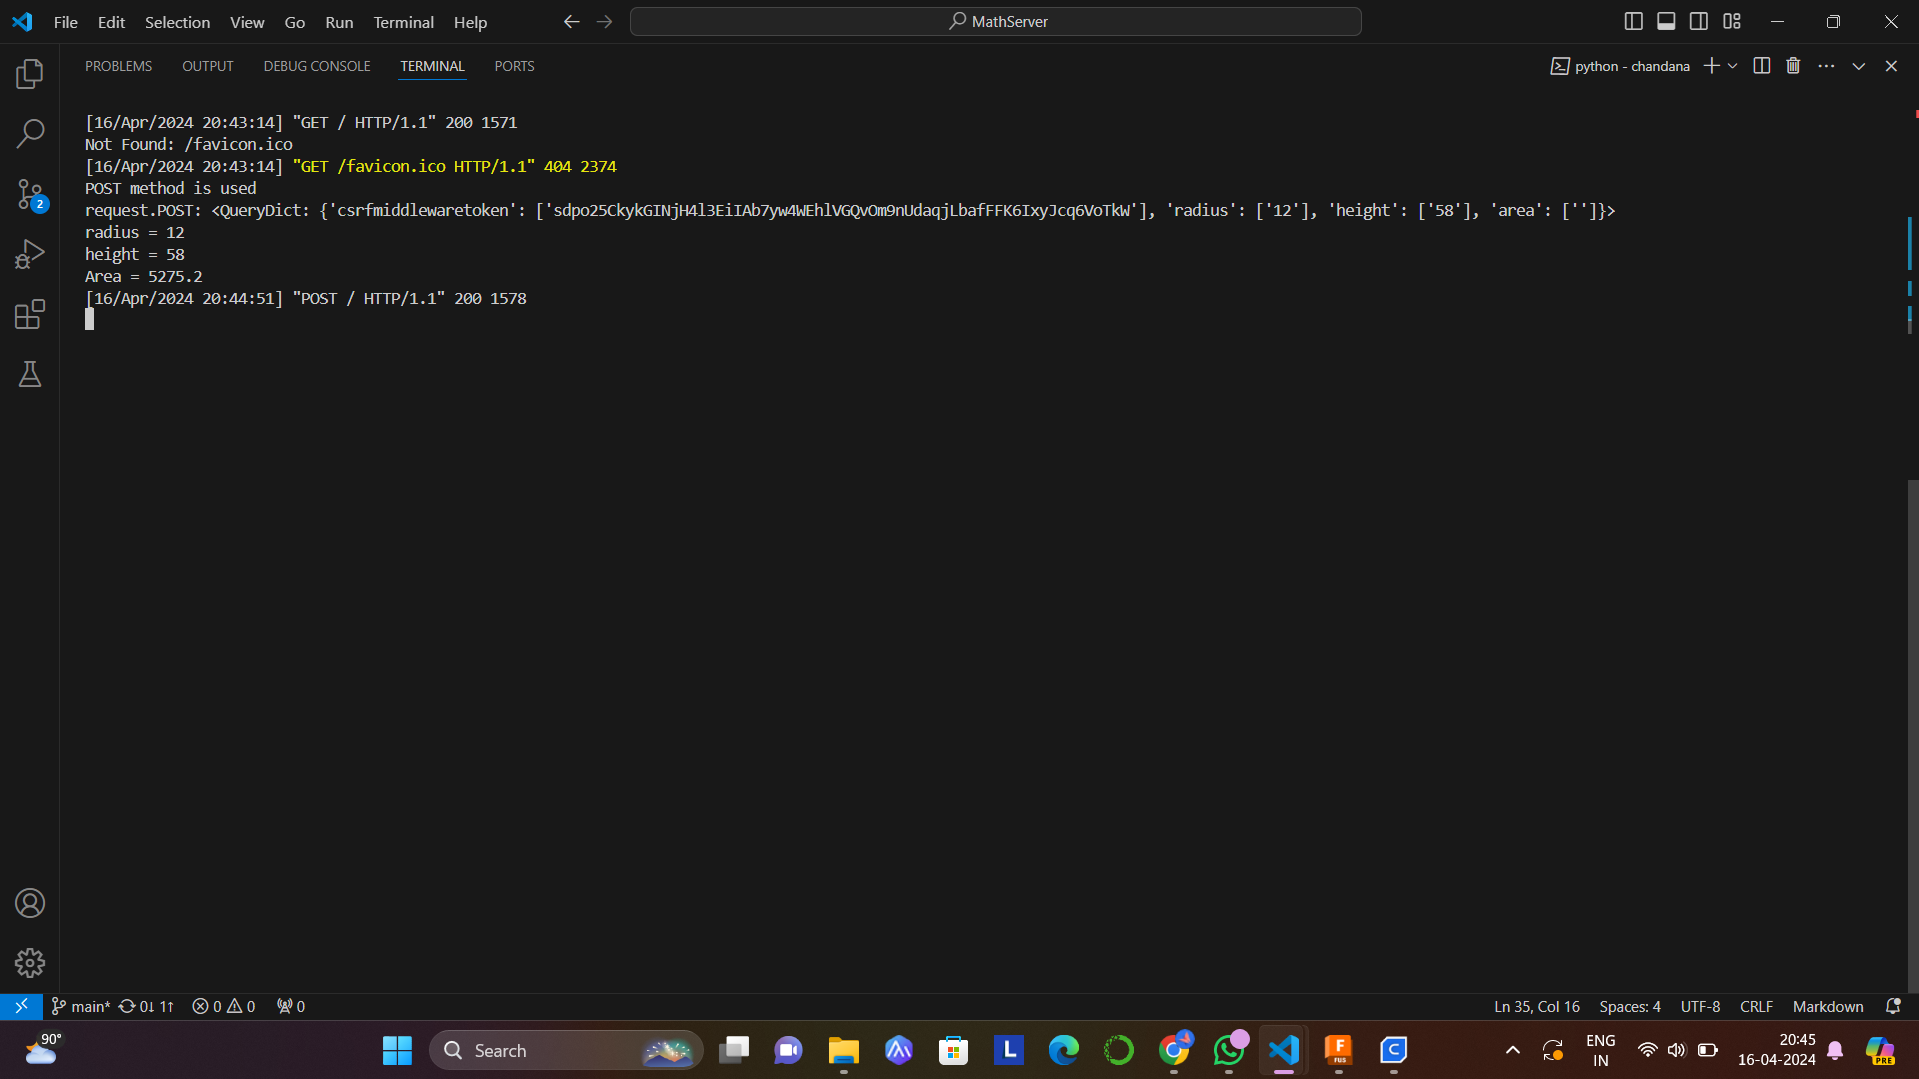 File Edit Selection View Go Run Terminal Help
MathServer
PROBLEMS OUTPUT DEBUG CONSOLE TERMINAL PORTS
python - chandana
[16/Apr/2024 20:43:14] "GET / HTTP/1.1" 200 1571
Not Found: /favicon.ico
[16/Apr/2024 20:43:14] "GET /favicon.ico HTTP/1.1" 404 2374
POST method is used
request.POST: <QueryDict: {'csrfmiddlewaretoken': ['sdpo25CkykGINjH4l3EiIAb7yw4WEhlVGQvOm9nUdaqjLbafFFK6IxyJcq6VoTkW'], 'radius': ['12'], 'height': ['58'], 'area': ['']}>
radius = 12
height = 58
Area = 5275.2
[16/Apr/2024 20:44:51] "POST / HTTP/1.1" 200 1578
2
main* 0↓ 1↑ 0 0 0
Ln 35, Col 16 Spaces: 4 UTF-8 CRLF Markdown
90°
Search
L
F
FUS
C
ENG
IN
20:45
16-04-2024
PRE